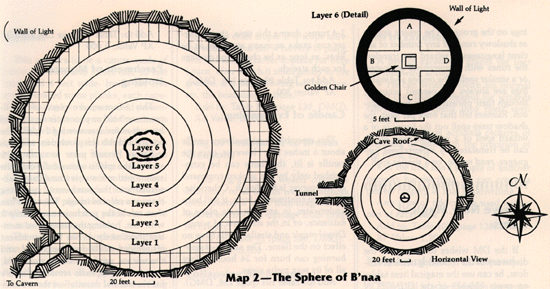 Wall of Light
Layer 6
Layer 5
Layer 4
Layer 3
Layer 2
Layer 1
To Cavern
20 feet
Layer 6 (Detail)
Wall of Light
A
B
D
C
Golden Chair
5 feet
Cave Roof
Tunnel
20 feet
Horizontal View
N
Map 2—The Sphere of B'naa